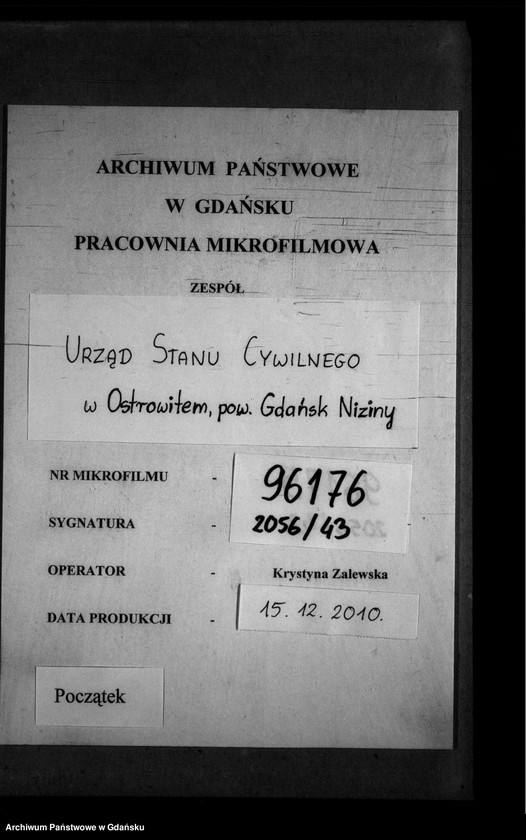 ARCHIWUM PAŃSTWOWE
W GDAŃSKU
PRACOWNIA MIKROFILMOWA
ZESPÓŁ
URZĄD STANU CYWILNEGO
w Ostrowitem, pow. Gdańsk Niziny
NR MIKROFILMU - 96176
SYGNATURA - 2056/43
OPERATOR - Krystyna Zalewska
DATA PRODUKCJI - 15. 12. 2010.
Początek
Archiwum Państwowe w Gdańsku